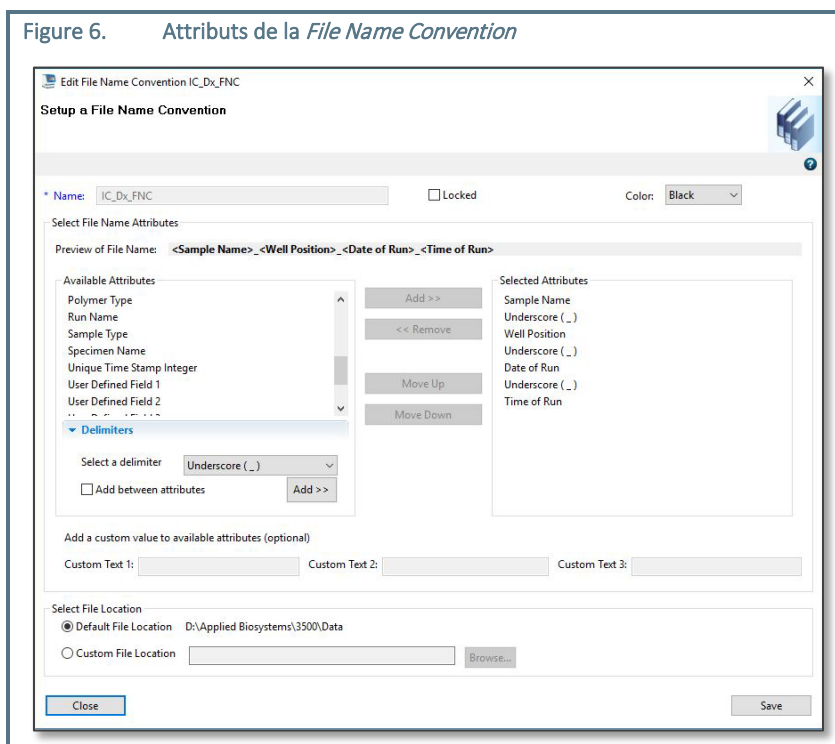 Figure 6. Attributs de la File Name Convention
Edit File Name Convention IC_Dx_FNC
Setup a File Name Convention
* Name: IC_Dx_FNC Locked Color: Black
Select File Name Attributes
Preview of File Name: <Sample Name>_<Well Position>_<Date of Run>_<Time of Run>
Available Attributes
Polymer Type
Run Name
Sample Type
Specimen Name
Unique Time Stamp Integer
User Defined Field 1
User Defined Field 2
Delimiters
Select a delimiter Underscore ( _ )
Add between attributes Add >>
Add >>
<< Remove
Move Up
Move Down
Selected Attributes
Sample Name
Underscore ( _ )
Well Position
Underscore ( _ )
Date of Run
Underscore ( _ )
Time of Run
Add a custom value to available attributes (optional)
Custom Text 1: Custom Text 2: Custom Text 3:
Select File Location
Default File Location D:\Applied Biosystems\3500\Data
Custom File Location Browse...
Close Save